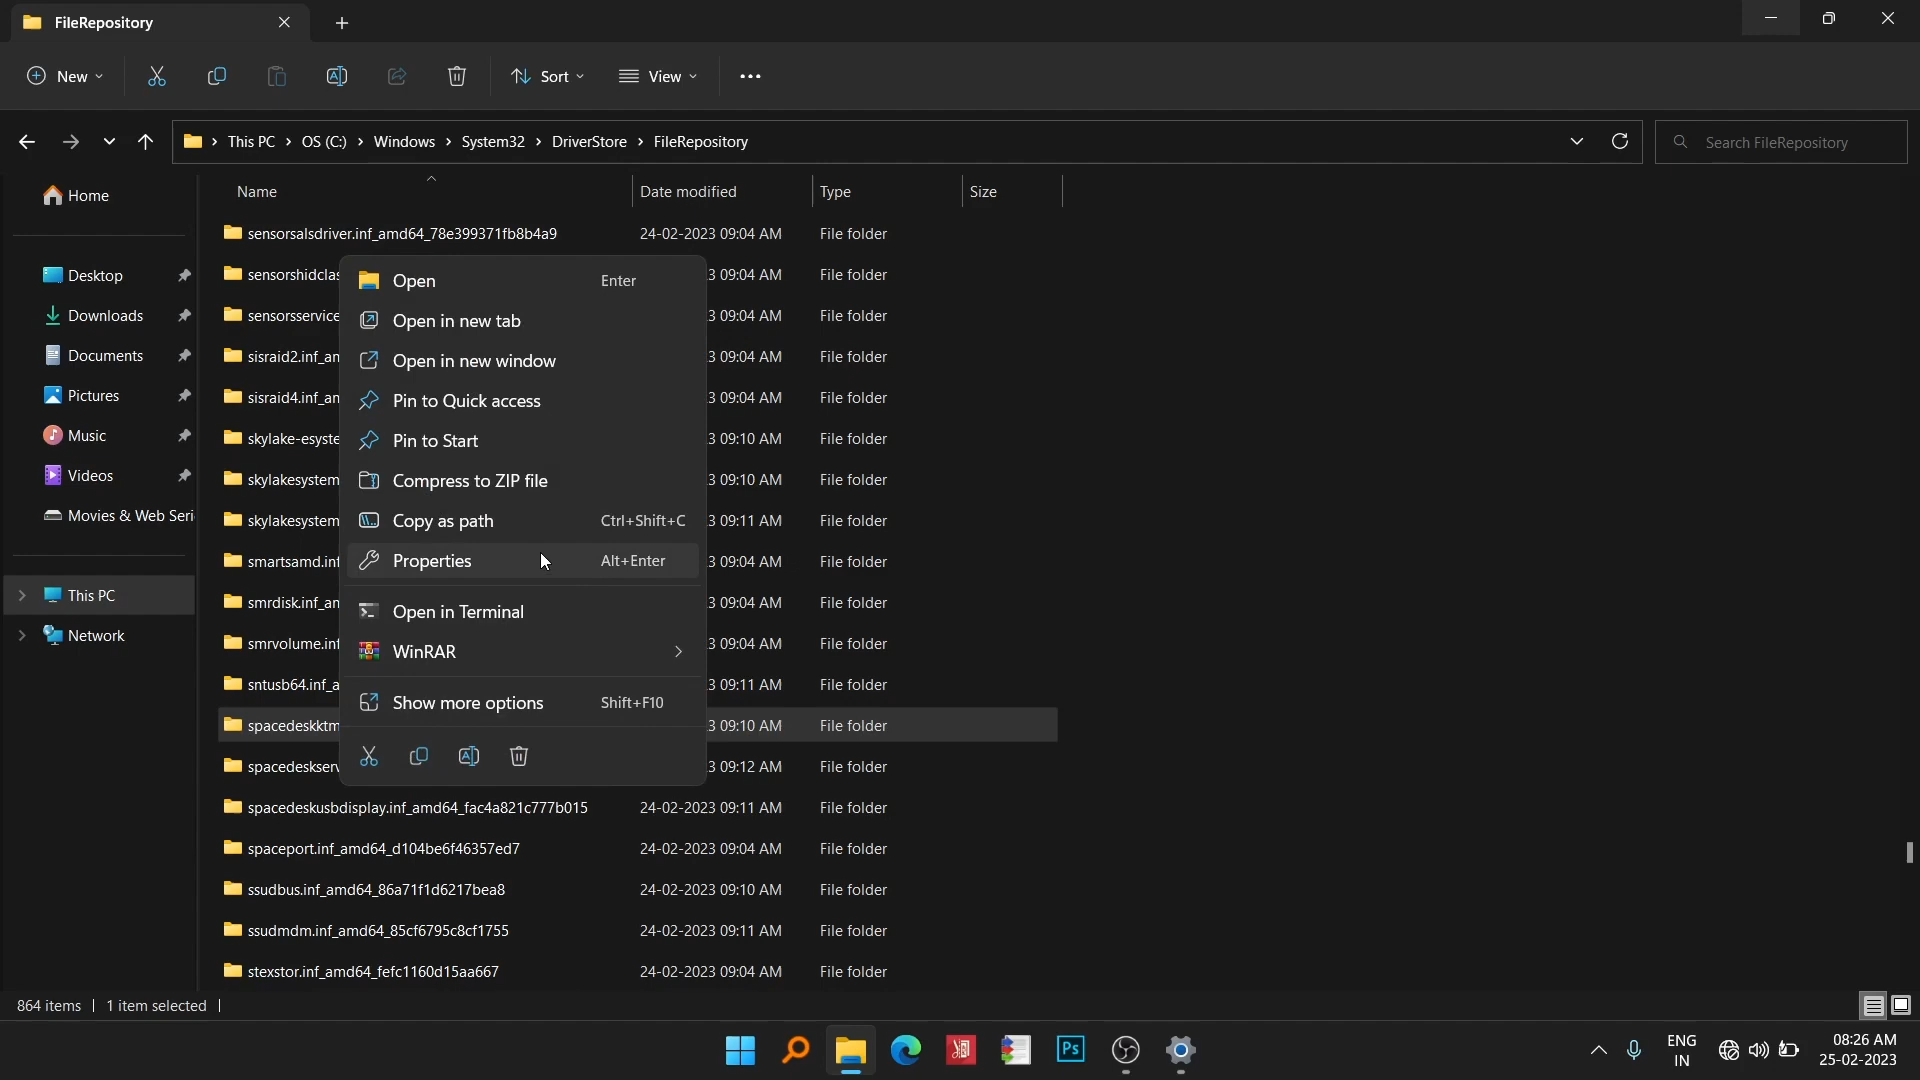 FileRepository
New
Sort
View
This PC > OS (C:) > Windows > System32 > DriverStore > FileRepository
Search FileRepository
Home
Desktop
Downloads
Documents
Pictures
Music
Videos
Movies & Web Seri
This PC
Network
Name Date modified Type Size
sensorsalsdriver.inf_amd64_78e399371fb8b4a9 24-02-2023 09:04 AM File folder
sensorshidclas 3 09:04 AM File folder
sensorsservice 3 09:04 AM File folder
sisraid2.inf_am 3 09:04 AM File folder
sisraid4.inf_am 3 09:04 AM File folder
skylake-esyste 3 09:10 AM File folder
skylakesystem 3 09:10 AM File folder
skylakesystem 3 09:11 AM File folder
smartsamd.inf 3 09:04 AM File folder
smrdisk.inf_am 3 09:04 AM File folder
smrvolume.inf 3 09:04 AM File folder
sntusb64.inf_a 3 09:11 AM File folder
spacedeskktm 3 09:10 AM File folder
spacedeskserv 3 09:12 AM File folder
spacedeskusbdisplay.inf_amd64_fac4a821c777b015 24-02-2023 09:11 AM File folder
spaceport.inf_amd64_d104be6f46357ed7 24-02-2023 09:04 AM File folder
ssudbus.inf_amd64_86a71f1d6217bea8 24-02-2023 09:10 AM File folder
ssudmdm.inf_amd64_85cf6795c8cf1755 24-02-2023 09:11 AM File folder
stexstor.inf_amd64_fefc1160d15aa667 24-02-2023 09:04 AM File folder
Open Enter
Open in new tab
Open in new window
Pin to Quick access
Pin to Start
Compress to ZIP file
Copy as path Ctrl+Shift+C
Properties Alt+Enter
Open in Terminal
WinRAR
Show more options Shift+F10
864 items 1 item selected
Ps
ENG
IN
08:26 AM
25-02-2023